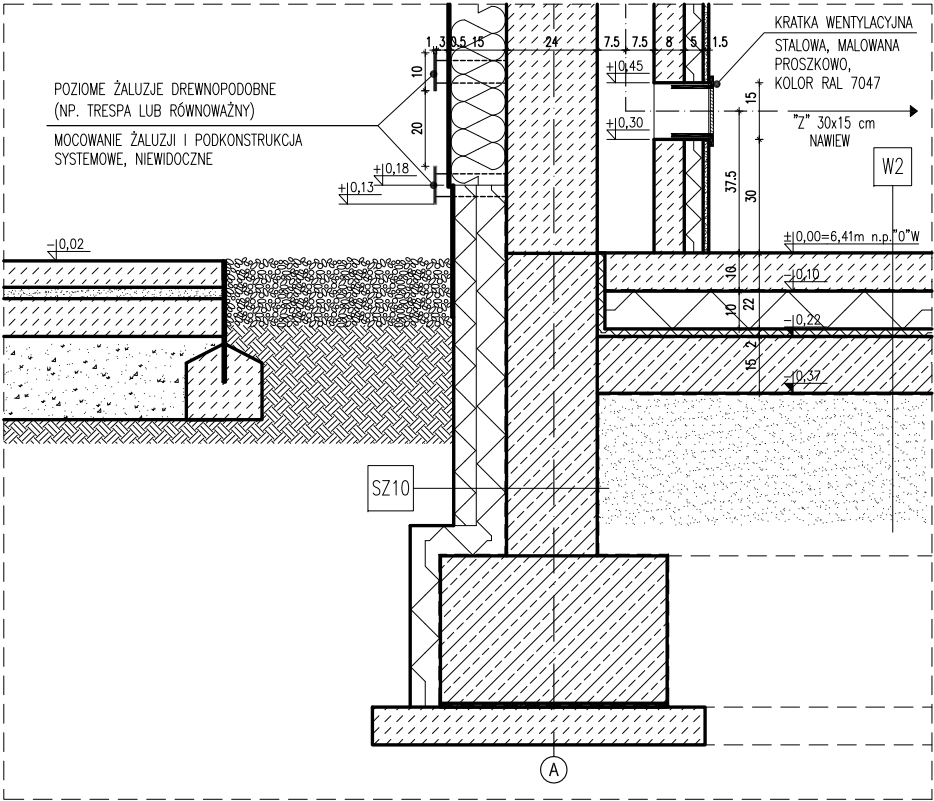 KRATKA WENTYLACYJNA
STALOWA, MALOWANA
PROSZKOWO,
KOLOR RAL 7047
1 3 0.5 15 24 7.5 7.5 8 5 1.5
10
20
+0,45
+0,30
15
"Z" 30x15 cm
NAWIEW
POZIOME ŻALUZJE DREWNOPODOBNE
(NP. TRESPA LUB RÓWNOWAŻNY)
MOCOWANIE ŻALUZJI I PODKONSTRUKCJA
SYSTEMOWE, NIEWIDOCZNE
+0,18
+0,13
37.5
30
W2
-0,02
±0,00=6,41m n.p."0"W
10
-0,10
10
22
-0,22
2
15
-0,37
SZ10
A